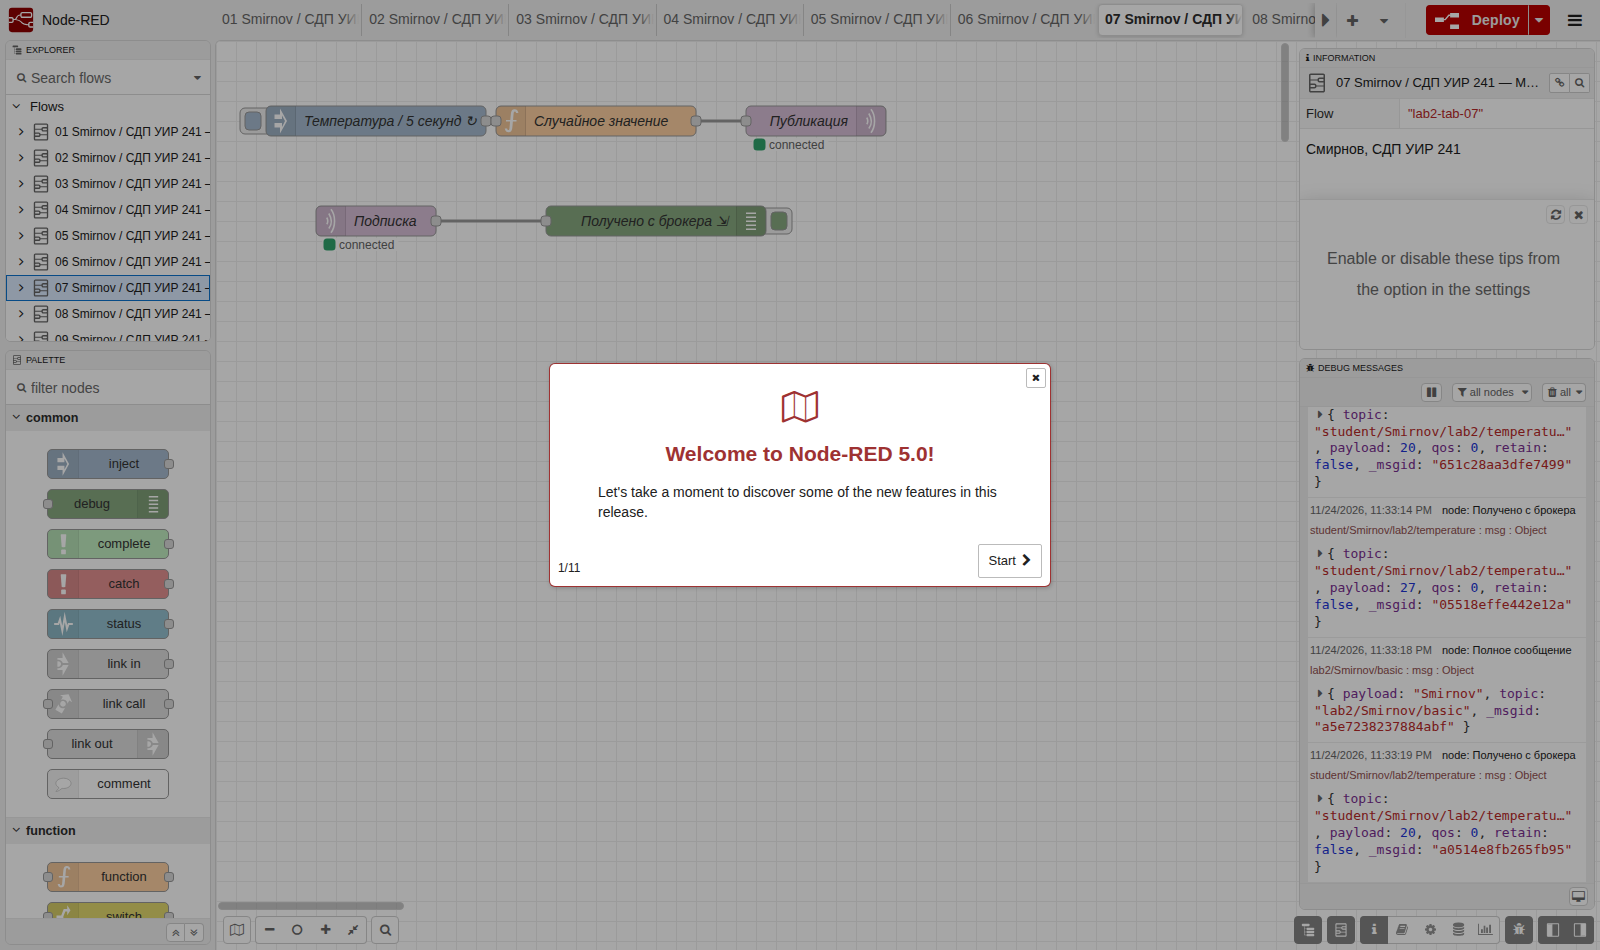 Node-RED
01 Smirnov / СДП УИ
02 Smirnov / СДП УИ
03 Smirnov / СДП УИ
04 Smirnov / СДП УИ
05 Smirnov / СДП УИ
06 Smirnov / СДП УИ
07 Smirnov / СДП УИ
08 Smirno
Deploy
EXPLORER
Search flows
Flows
01 Smirnov / СДП УИР 241 –
02 Smirnov / СДП УИР 241 –
03 Smirnov / СДП УИР 241 –
04 Smirnov / СДП УИР 241 –
05 Smirnov / СДП УИР 241 –
06 Smirnov / СДП УИР 241 –
07 Smirnov / СДП УИР 241 –
08 Smirnov / СДП УИР 241 –
09 Smirnov / СДП УИР 241 -
PALETTE
filter nodes
common
inject
debug
complete
catch
status
link in
link call
link out
comment
function
function
switch
Температура / 5 секунд ↻
Случайное значение
Публикация
connected
Подписка
Получено с брокера ⇲
connected
Welcome to Node-RED 5.0!
Let's take a moment to discover some of the new features in this
release.
1/11
Start
INFORMATION
07 Smirnov / СДП УИР 241 — M...
Flow "lab2-tab-07"
Смирнов, СДП УИР 241
Enable or disable these tips from
the option in the settings
DEBUG MESSAGES
all nodes
all
{ topic:
"student/Smirnov/lab2/temperatu…"
, payload: 20, qos: 0, retain:
false, _msgid: "651c28aa3dfe7499"
}
11/24/2026, 11:33:14 PM node: Получено с брокера
student/Smirnov/lab2/temperature : msg : Object
{ topic:
"student/Smirnov/lab2/temperatu…"
, payload: 27, qos: 0, retain:
false, _msgid: "05518effe442e12a"
}
11/24/2026, 11:33:18 PM node: Полное сообщение
lab2/Smirnov/basic : msg : Object
{ payload: "Smirnov", topic:
"lab2/Smirnov/basic", _msgid:
"a5e7238237884abf" }
11/24/2026, 11:33:19 PM node: Получено с брокера
student/Smirnov/lab2/temperature : msg : Object
{ topic:
"student/Smirnov/lab2/temperatu…"
, payload: 20, qos: 0, retain:
false, _msgid: "a0514e8fb265fb95"
}